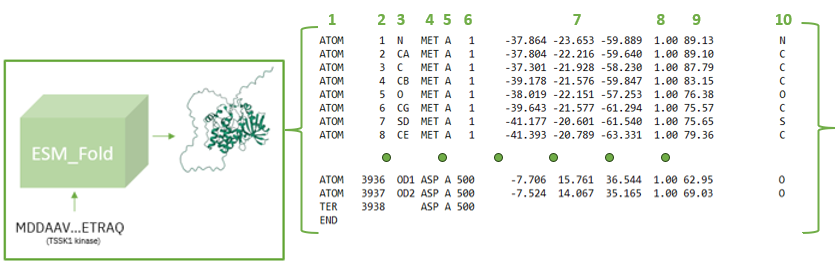 1 2 3 4 5 6 7 8 9 10
ATOM 1 N MET A 1 -37.864 -23.653 -59.889 1.00 89.13 N
ATOM 2 CA MET A 1 -37.804 -22.216 -59.640 1.00 89.10 C
ATOM 3 C MET A 1 -37.301 -21.928 -58.230 1.00 87.79 C
ATOM 4 CB MET A 1 -39.178 -21.576 -59.847 1.00 83.15 C
ATOM 5 O MET A 1 -38.019 -22.151 -57.253 1.00 76.38 O
ATOM 6 CG MET A 1 -39.643 -21.577 -61.294 1.00 75.57 C
ATOM 7 SD MET A 1 -41.177 -20.601 -61.540 1.00 75.65 S
ATOM 8 CE MET A 1 -41.393 -20.789 -63.331 1.00 79.36 C
ATOM 3936 OD1 ASP A 500 -7.706 15.761 36.544 1.00 62.95 O
ATOM 3937 OD2 ASP A 500 -7.524 14.067 35.165 1.00 69.03 O
TER 3938 ASP A 500
END
ESM_Fold
MDDAAV...ETRAQ
(TSSK1 kinase)